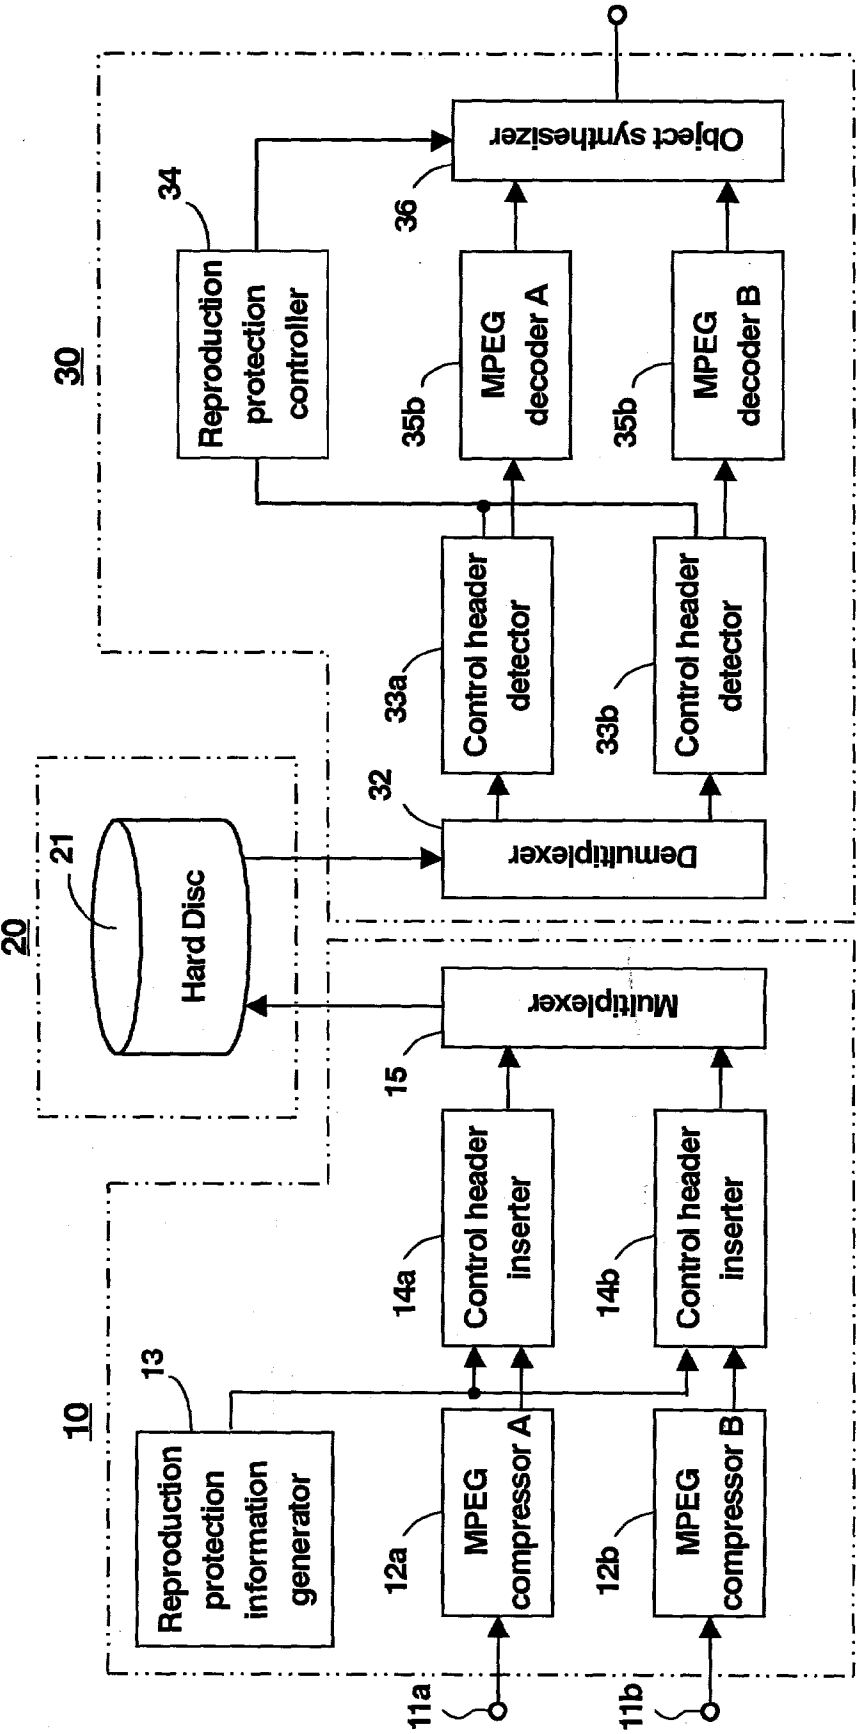 10
20
30
13
Reproduction
protection
information
generator
11a
12a
MPEG
compressor A
14a
Control header
inserter
11b
12b
MPEG
compressor B
14b
Control header
inserter
15
Multiplexer
21
Hard Disc
32
Demultiplexer
33a
Control header
detector
33b
Control header
detector
34
Reproduction
protection
controller
35b
MPEG
decoder A
35b
MPEG
decoder B
36
Object synthesizer